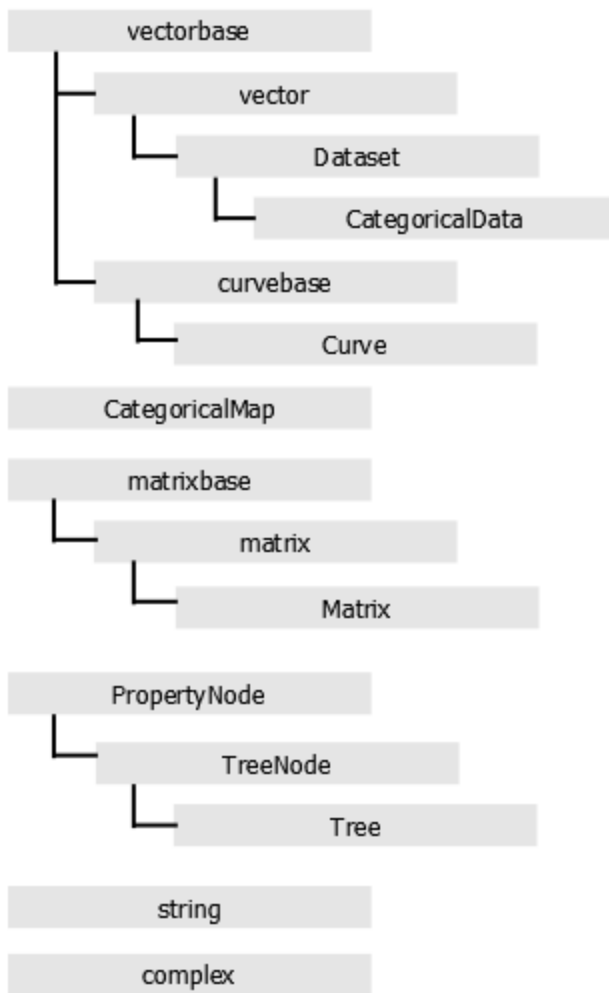 vectorbase
vector
Dataset
CategoricalData
curvebase
Curve
CategoricalMap
matrixbase
matrix
Matrix
PropertyNode
TreeNode
Tree
string
complex